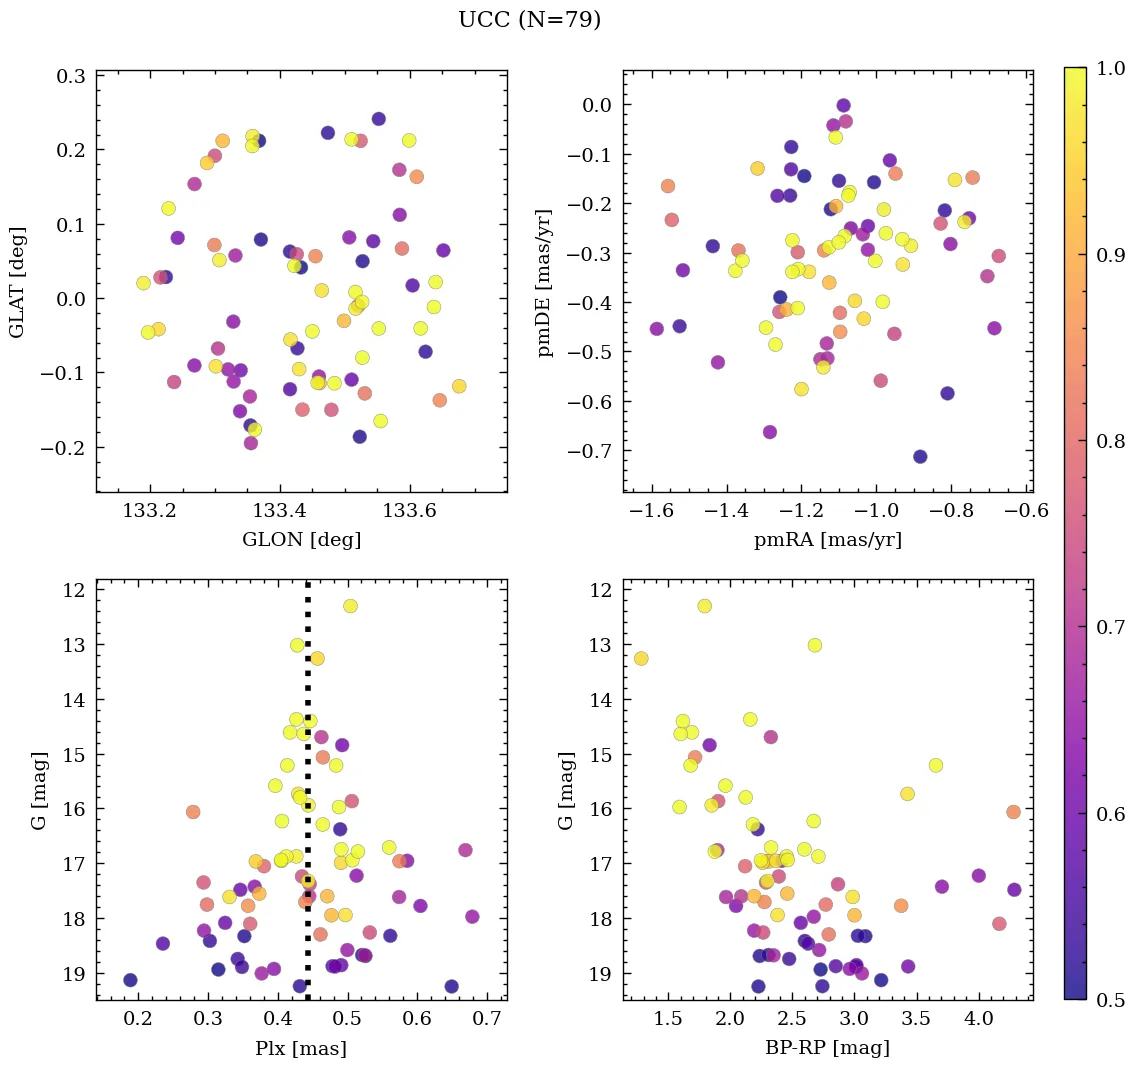 UCC (N=79)
0.3
0.2
0.1
0.0
−0.1
−0.2
GLAT [deg]
133.2 133.4 133.6
GLON [deg]
0.0
−0.1
−0.2
−0.3
−0.4
−0.5
−0.6
−0.7
pmDE [mas/yr]
−1.6 −1.4 −1.2 −1.0 −0.8 −0.6
pmRA [mas/yr]
12
13
14
15
16
17
18
19
G [mag]
0.2 0.3 0.4 0.5 0.6 0.7
Plx [mas]
12
13
14
15
16
17
18
19
G [mag]
1.5 2.0 2.5 3.0 3.5 4.0
BP-RP [mag]
1.0
0.9
0.8
0.7
0.6
0.5